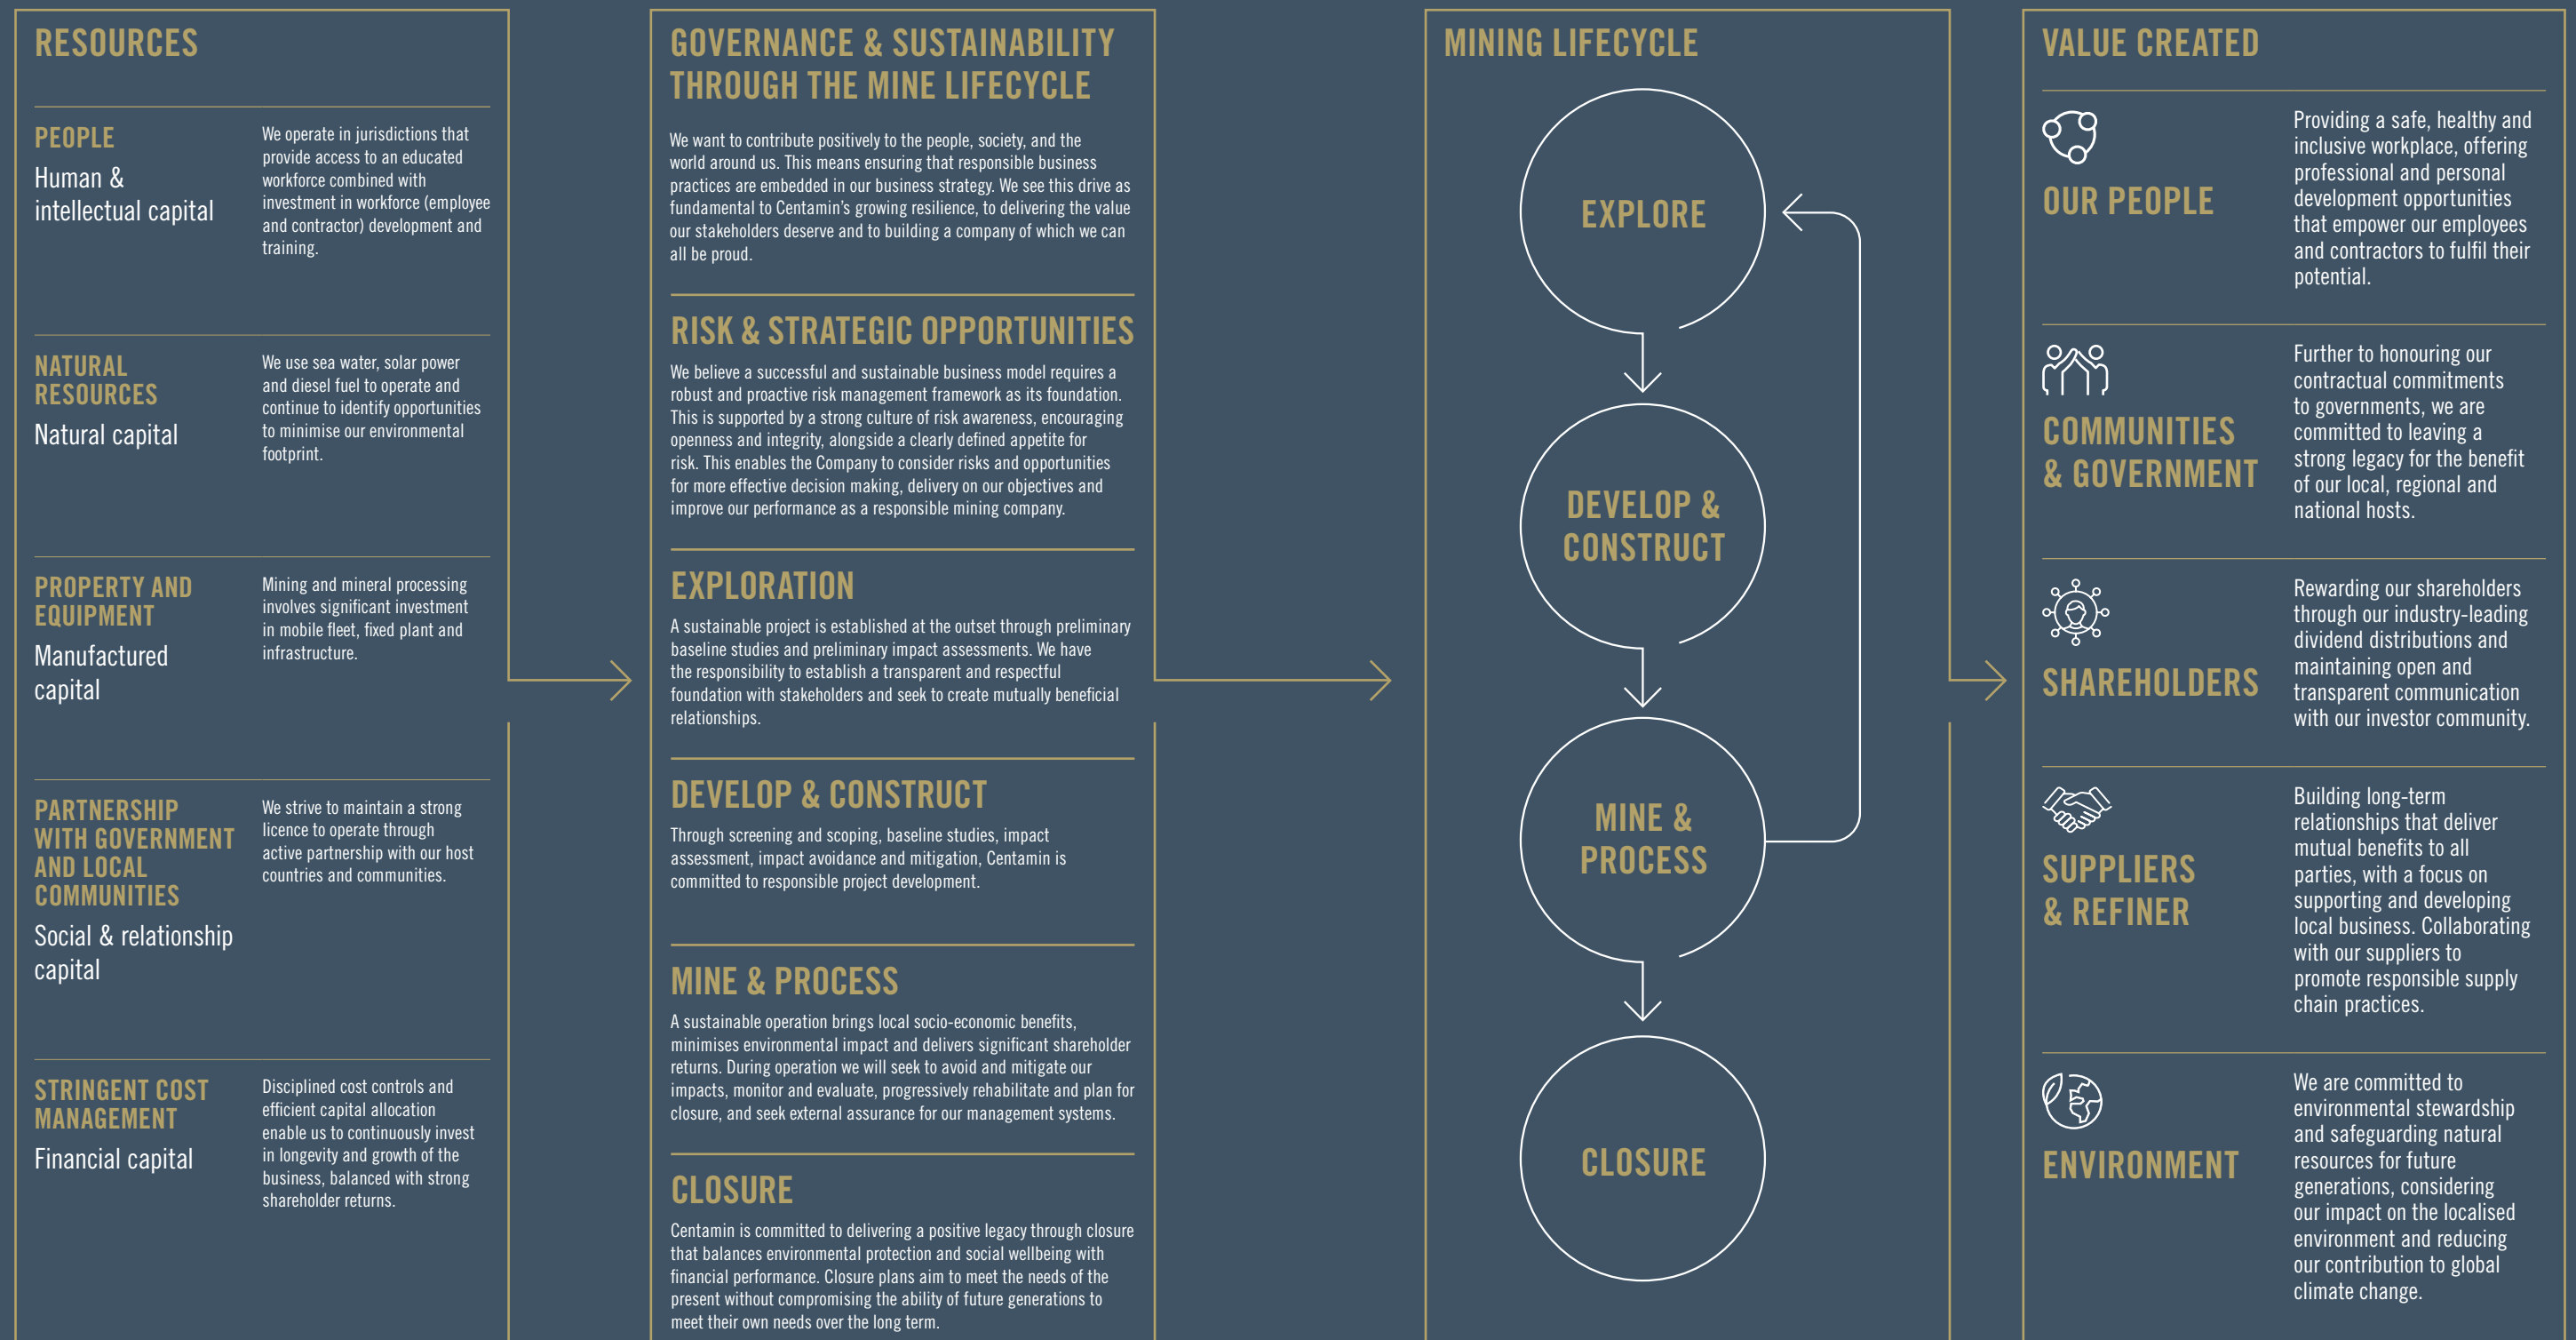 RESOURCES
PEOPLE
Human &
intellectual capital
We operate in jurisdictions that
provide access to an educated
workforce combined with
investment in workforce (employee
and contractor) development and
training.
NATURAL
RESOURCES
Natural capital
We use sea water, solar power
and diesel fuel to operate and
continue to identify opportunities
to minimise our environmental
footprint.
PROPERTY AND
EQUIPMENT
Manufactured
capital
Mining and mineral processing
involves significant investment
in mobile fleet, fixed plant and
infrastructure.
PARTNERSHIP
WITH GOVERNMENT
AND LOCAL
COMMUNITIES
Social & relationship
capital
We strive to maintain a strong
licence to operate through
active partnership with our host
countries and communities.
STRINGENT COST
MANAGEMENT
Financial capital
Disciplined cost controls and
efficient capital allocation
enable us to continuously invest
in longevity and growth of the
business, balanced with strong
shareholder returns.
GOVERNANCE & SUSTAINABILITY
THROUGH THE MINE LIFECYCLE
We want to contribute positively to the people, society, and the
world around us. This means ensuring that responsible business
practices are embedded in our business strategy. We see this drive as
fundamental to Centamin's growing resilience, to delivering the value
our stakeholders deserve and to building a company of which we can
all be proud.
RISK & STRATEGIC OPPORTUNITIES
We believe a successful and sustainable business model requires a
robust and proactive risk management framework as its foundation.
This is supported by a strong culture of risk awareness, encouraging
openness and integrity, alongside a clearly defined appetite for
risk. This enables the Company to consider risks and opportunities
for more effective decision making, delivery on our objectives and
improve our performance as a responsible mining company.
EXPLORATION
A sustainable project is established at the outset through preliminary
baseline studies and preliminary impact assessments. We have
the responsibility to establish a transparent and respectful
foundation with stakeholders and seek to create mutually beneficial
relationships.
DEVELOP & CONSTRUCT
Through screening and scoping, baseline studies, impact
assessment, impact avoidance and mitigation, Centamin is
committed to responsible project development.
MINE & PROCESS
A sustainable operation brings local socio-economic benefits,
minimises environmental impact and delivers significant shareholder
returns. During operation we will seek to avoid and mitigate our
impacts, monitor and evaluate, progressively rehabilitate and plan for
closure, and seek external assurance for our management systems.
CLOSURE
Centamin is committed to delivering a positive legacy through closure
that balances environmental protection and social wellbeing with
financial performance. Closure plans aim to meet the needs of the
present without compromising the ability of future generations to
meet their own needs over the long term.
MINING LIFECYCLE
EXPLORE
DEVELOP &
CONSTRUCT
MINE &
PROCESS
CLOSURE
VALUE CREATED
OUR PEOPLE
Providing a safe, healthy and
inclusive workplace, offering
professional and personal
development opportunities
that empower our employees
and contractors to fulfil their
potential.
COMMUNITIES
& GOVERNMENT
Further to honouring our
contractual commitments
to governments, we are
committed to leaving a
strong legacy for the benefit
of our local, regional and
national hosts.
SHAREHOLDERS
Rewarding our shareholders
through our industry-leading
dividend distributions and
maintaining open and
transparent communication
with our investor community.
SUPPLIERS
& REFINER
Building long-term
relationships that deliver
mutual benefits to all
parties, with a focus on
supporting and developing
local business. Collaborating
with our suppliers to
promote responsible supply
chain practices.
ENVIRONMENT
We are committed to
environmental stewardship
and safeguarding natural
resources for future
generations, considering
our impact on the localised
environment and reducing
our contribution to global
climate change.